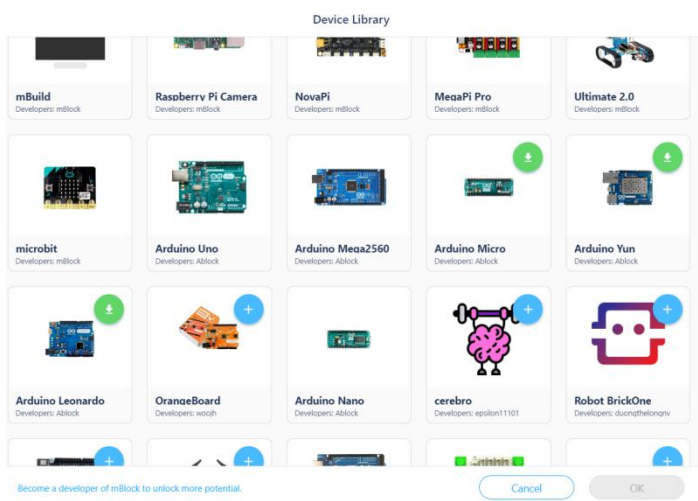 Device Library
mBuild
Developers: mBlock
Raspberry Pi Camera
Developers: mBlock
NovaPi
Developers: mBlock
MegaPi Pro
Developers: mBlock
Ultimate 2.0
Developers: mBlock
microbit
Developers: mBlock
Arduino Uno
Developers: Ablock
Arduino Mega2560
Developers: Ablock
Arduino Micro
Developers: Ablock
Arduino Yun
Developers: Ablock
Arduino Leonardo
Developers: Ablock
OrangeBoard
Developers: woojh
Arduino Nano
Developers: Ablock
cerebro
Developers: epsilon11101
Robot BrickOne
Developers: duongthelongnv
Become a developer of mBlock to unlock more potential.
Cancel
OK